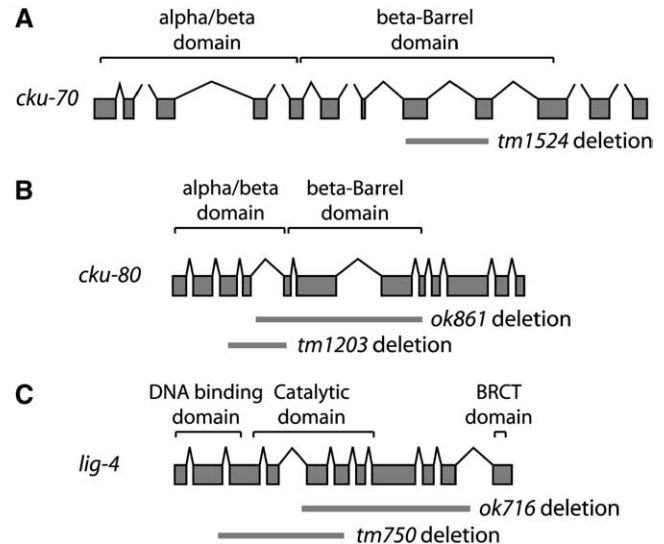 A
alpha/beta
domain
beta-Barrel
domain
cku-70
tm1524 deletion
B
alpha/beta
domain
beta-Barrel
domain
cku-80
ok861 deletion
tm1203 deletion
C
DNA binding
domain
Catalytic
domain
BRCT
domain
lig-4
ok716 deletion
tm750 deletion